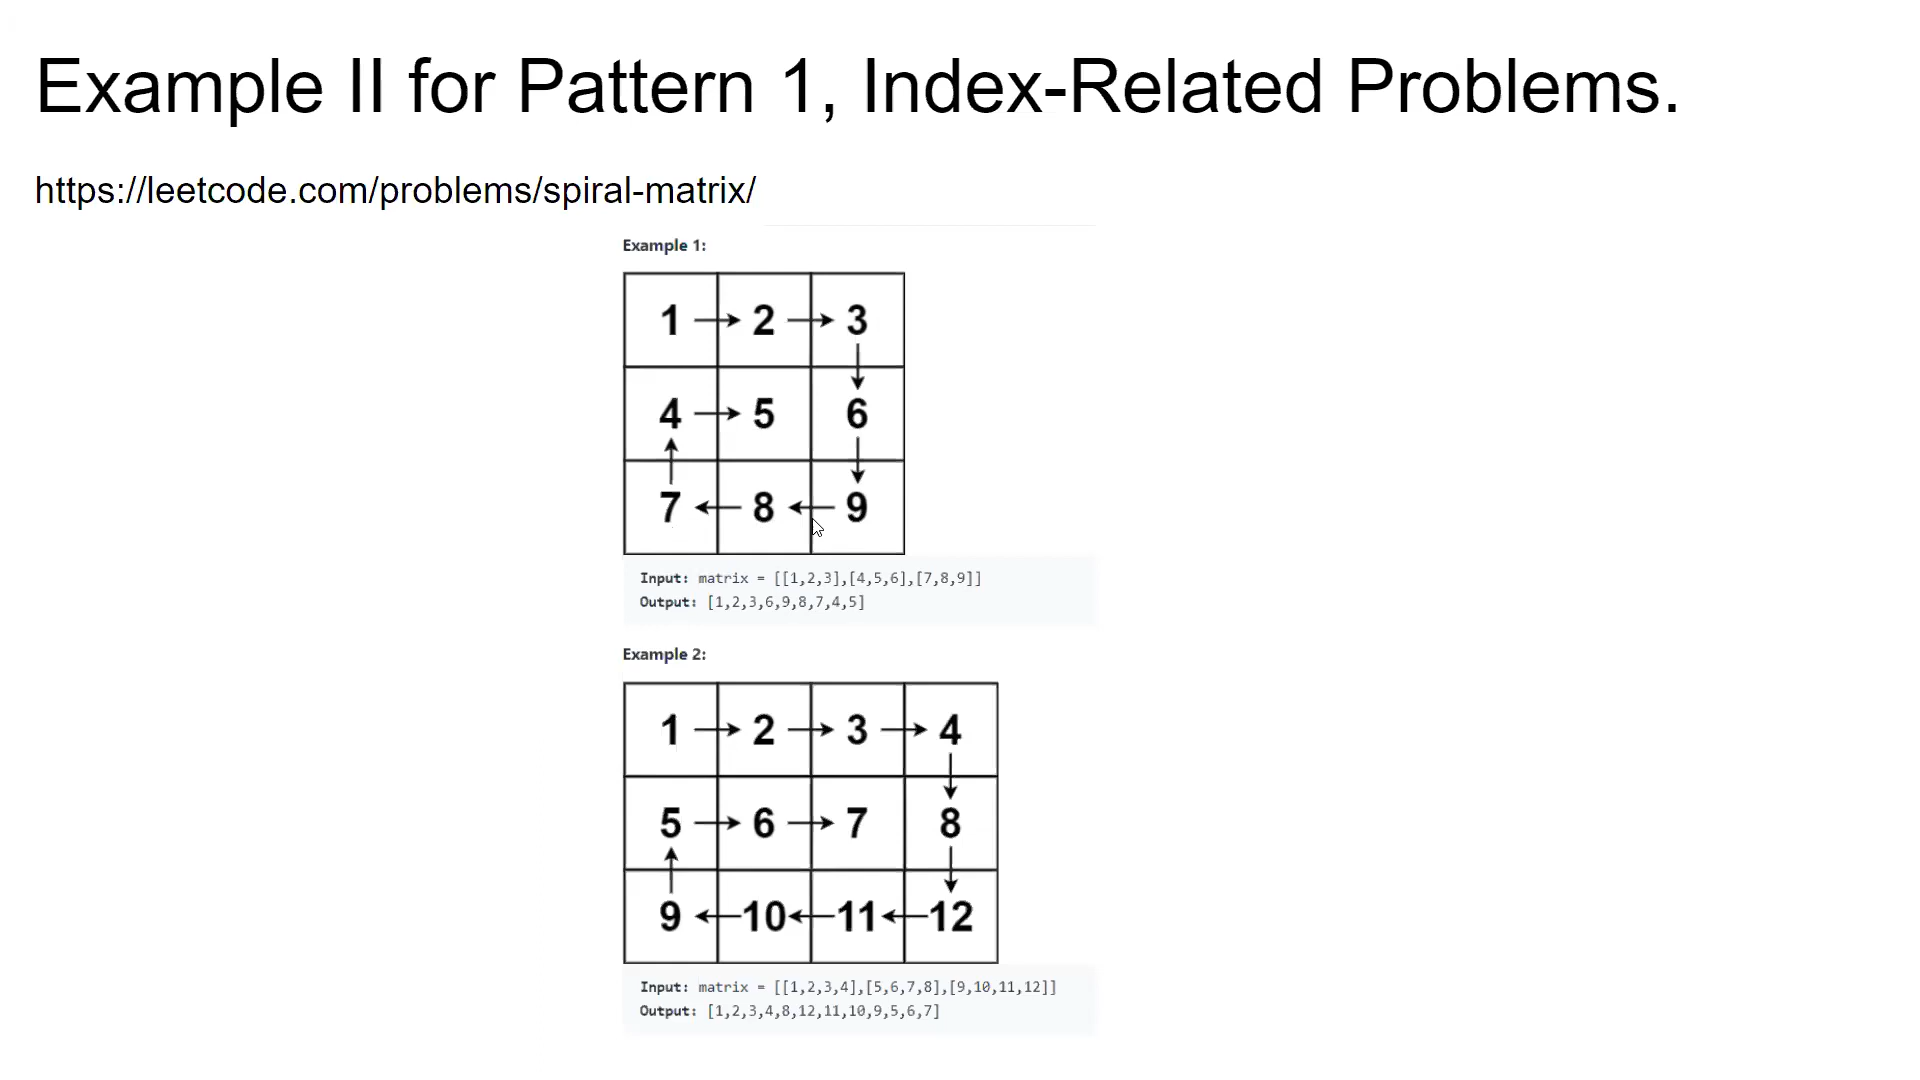 Example II for Pattern 1, Index-Related Problems.
https://leetcode.com/problems/spiral-matrix/
Example 1:
1 2 3
4 5 6
7 8 9
Input: matrix = [[1,2,3],[4,5,6],[7,8,9]]
Output: [1,2,3,6,9,8,7,4,5]
Example 2:
1 2 3 4
5 6 7 8
9 10 11 12
Input: matrix = [[1,2,3,4],[5,6,7,8],[9,10,11,12]]
Output: [1,2,3,4,8,12,11,10,9,5,6,7]